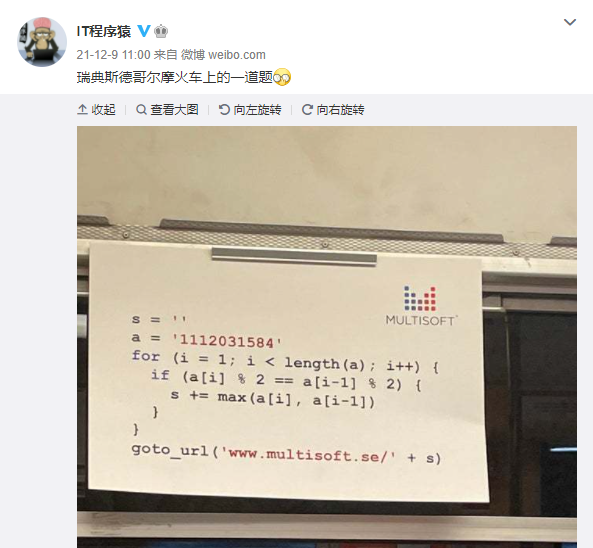 IT程序猿
21-12-9 11:00 来自 微博 weibo.com
瑞典斯德哥尔摩火车上的一道题
收起 查看大图 向左旋转 向右旋转
MULTISOFT
s = ''
a = '1112031584'
for (i = 1; i < length(a); i++) {
if (a[i] % 2 == a[i-1] % 2) {
s += max(a[i], a[i-1])
}
}
goto_url('www.multisoft.se/' + s)